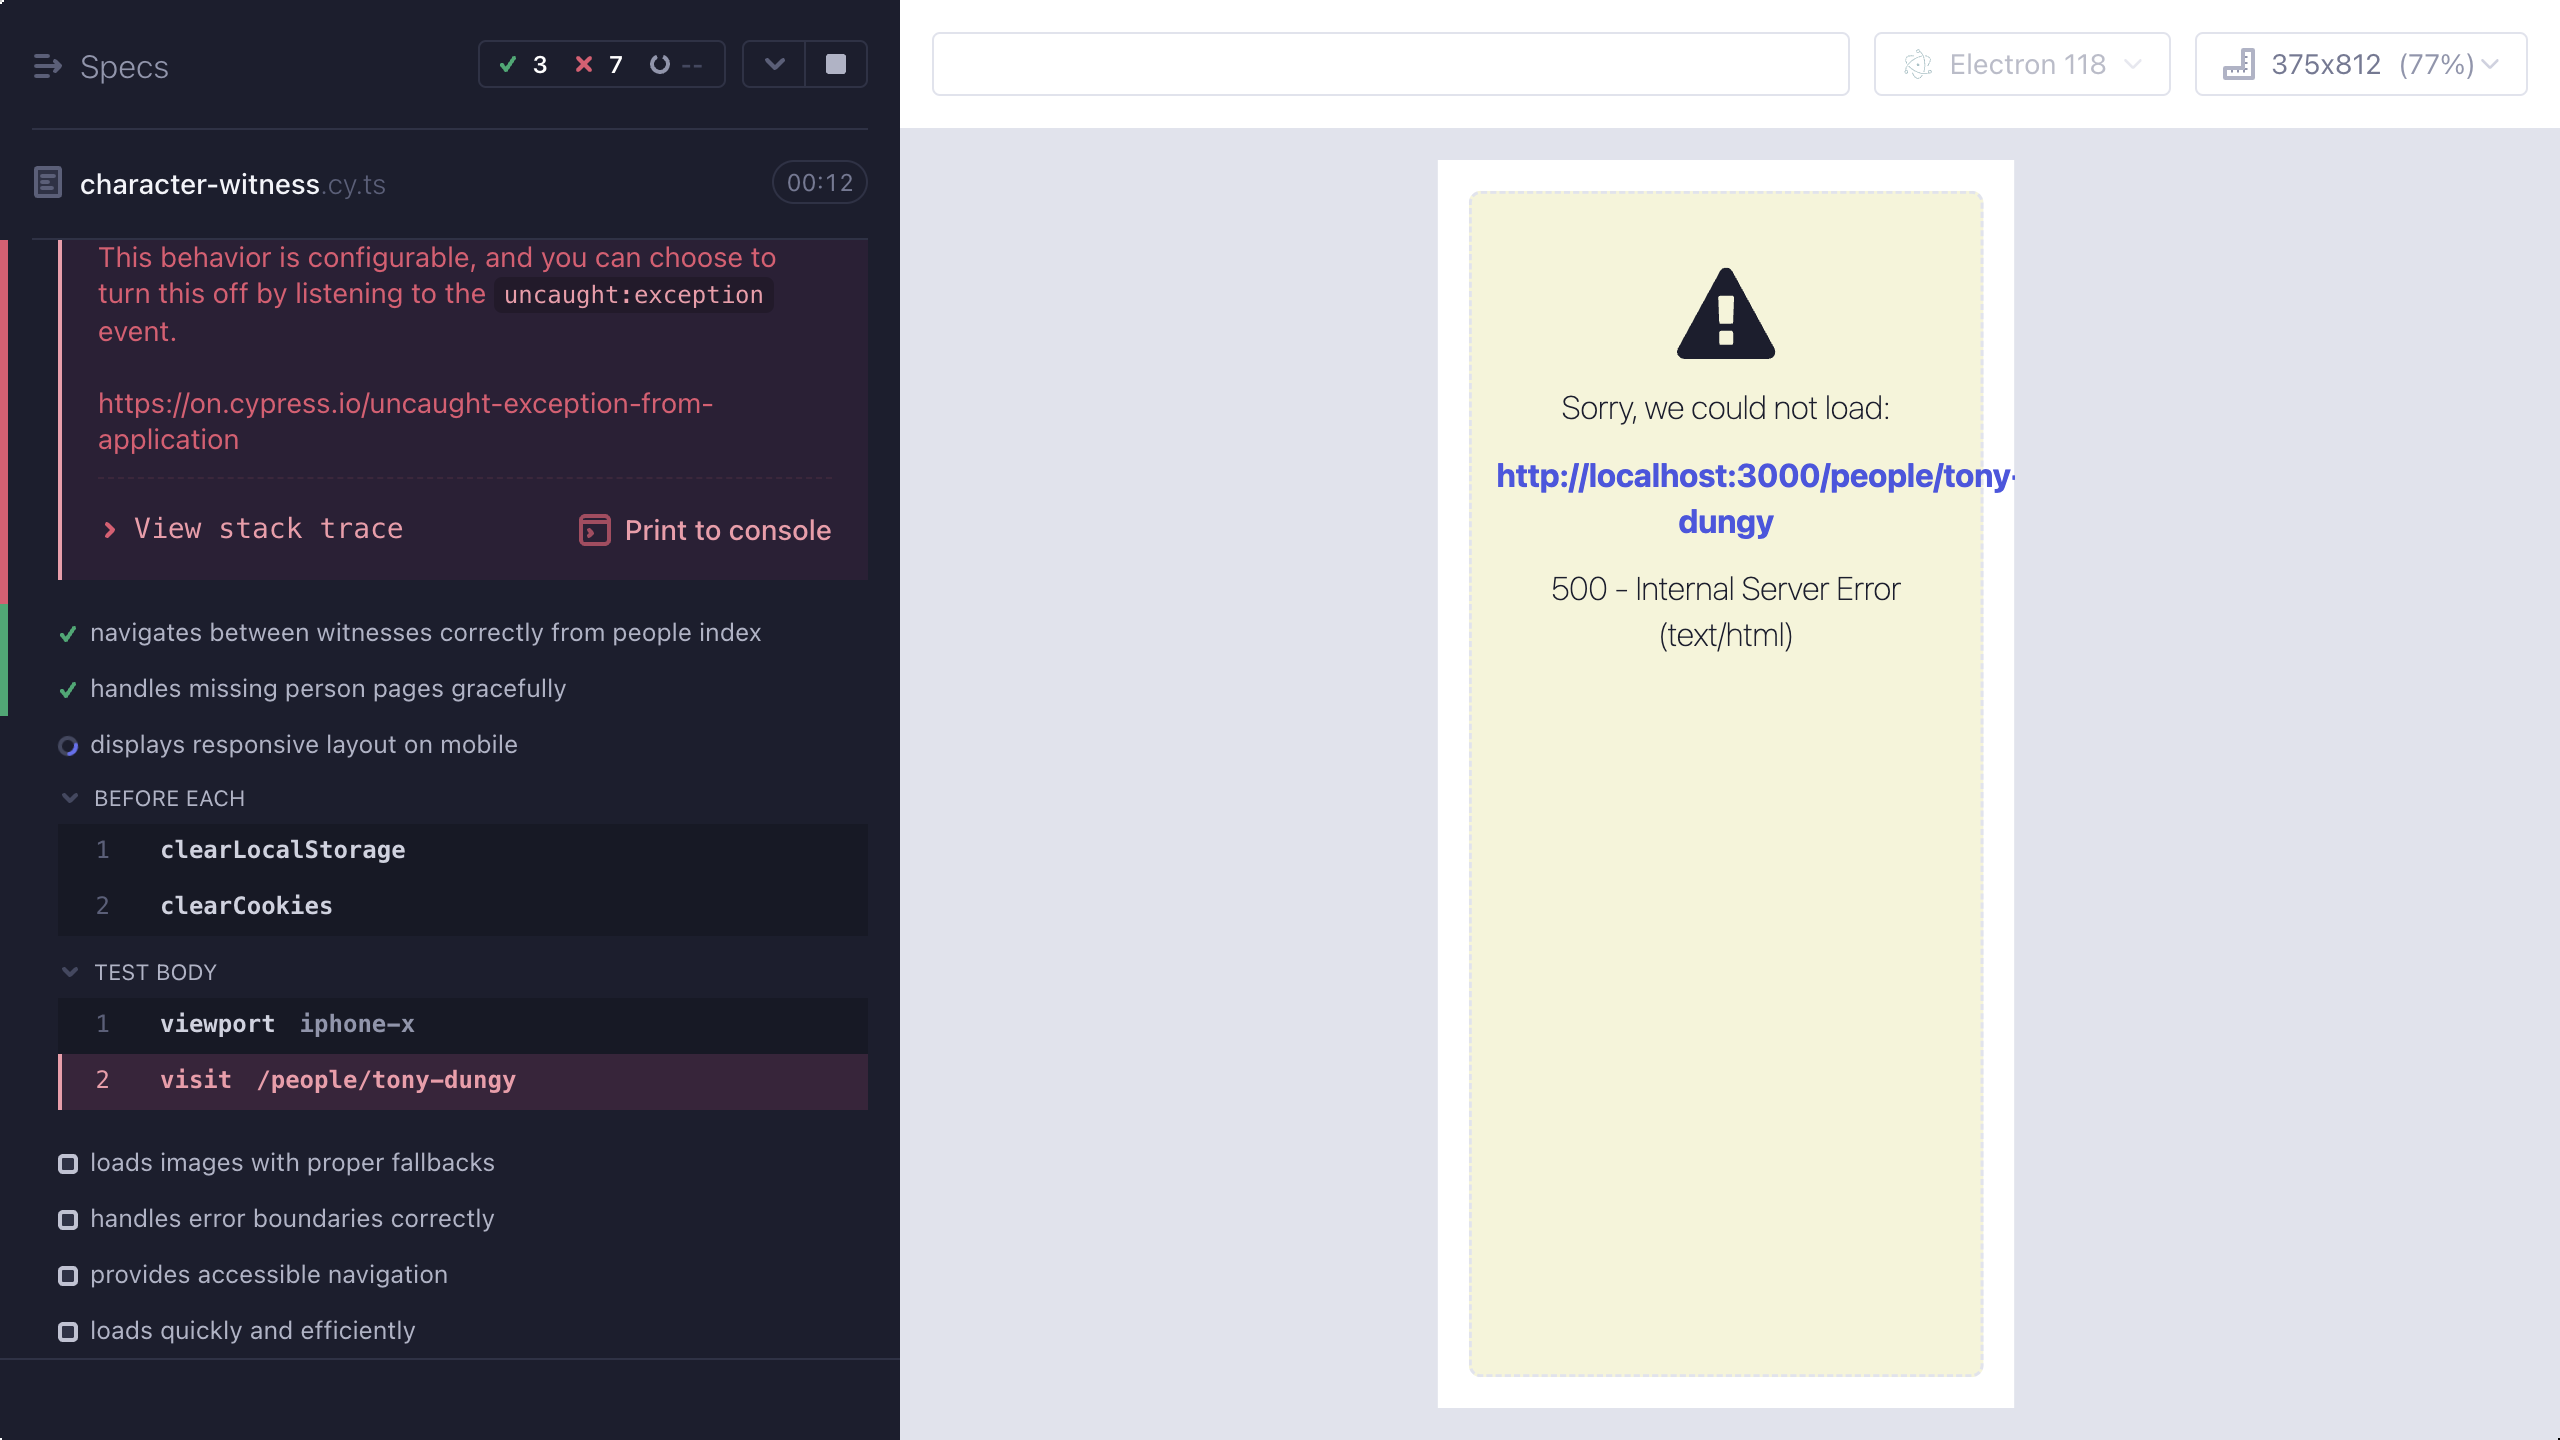 Specs
3 7 --
character-witness.cy.ts
00:12
This behavior is configurable, and you can choose to
turn this off by listening to the uncaught:exception
event.
https://on.cypress.io/uncaught-exception-from-
application
View stack trace
Print to console
navigates between witnesses correctly from people index
handles missing person pages gracefully
displays responsive layout on mobile
BEFORE EACH
1 clearLocalStorage
2 clearCookies
TEST BODY
1 viewport iphone-x
2 visit /people/tony-dungy
loads images with proper fallbacks
handles error boundaries correctly
provides accessible navigation
loads quickly and efficiently
Electron 118
375x812 (77%)
Sorry, we could not load:
http://localhost:3000/people/tony-
dungy
500 - Internal Server Error
(text/html)